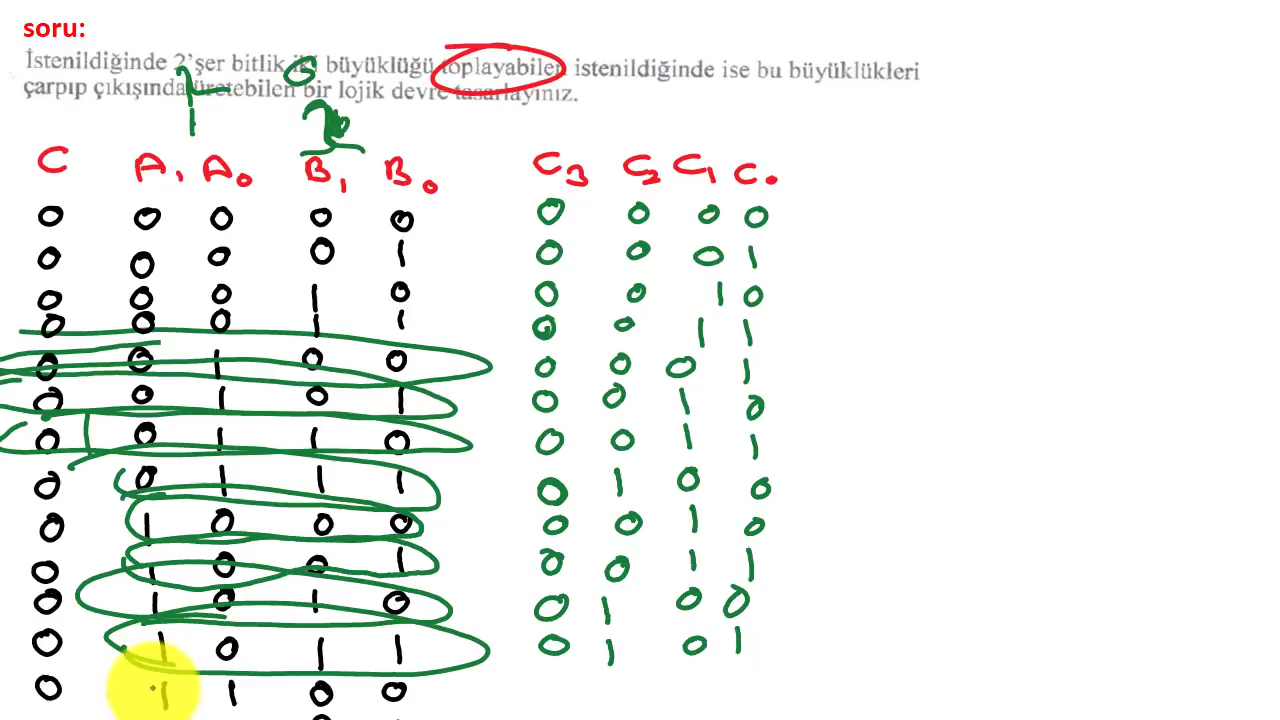 soru:
İstenildiğinde 2'şer bitlik iki büyüklüğü toplayabilen istenildiğinde ise bu büyüklükleri
çarpıp çıkışında üretebilen bir lojik devre tasarlayınız.
C A1 A0 B1 B0 C3 C2 C1 C0
0 0 0 0 0 0 0 0 0
0 0 0 0 1 0 0 0 1
0 0 0 1 0 0 0 1 0
0 0 0 1 1 0 0 1 1
0 0 1 0 0 0 0 0 1
0 0 1 0 1 0 0 1 0
0 0 1 1 0 0 0 1 1
0 0 1 1 1 0 1 0 0
0 1 0 0 0 0 0 1 0
0 1 0 0 1 0 0 1 1
0 1 0 1 0 0 1 0 0
0 1 0 1 1 0 1 0 1
0 1 1 0 0